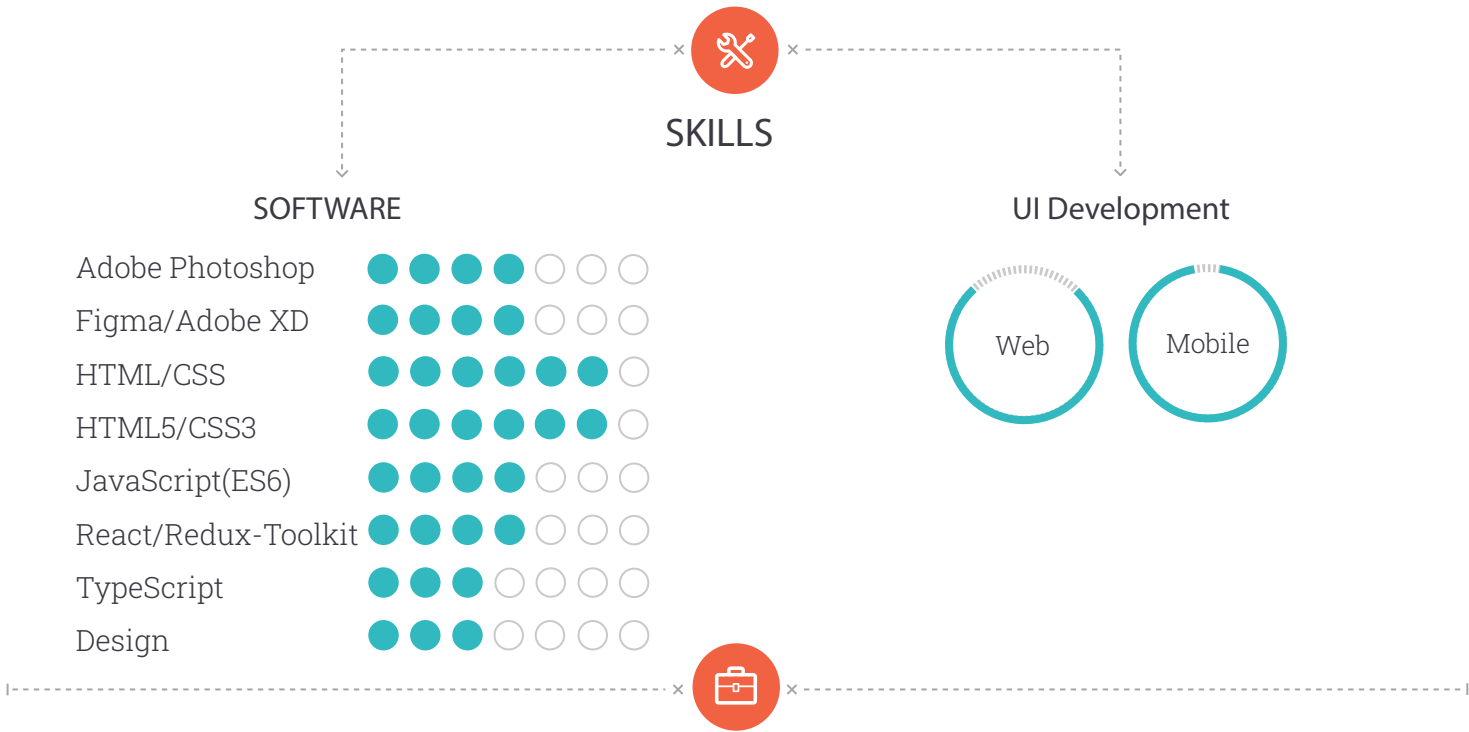 SKILLS
SOFTWARE
Adobe Photoshop
Figma/Adobe XD
HTML/CSS
HTML5/CSS3
JavaScript(ES6)
React/Redux-Toolkit
TypeScript
Design
UI Development
Web
Mobile